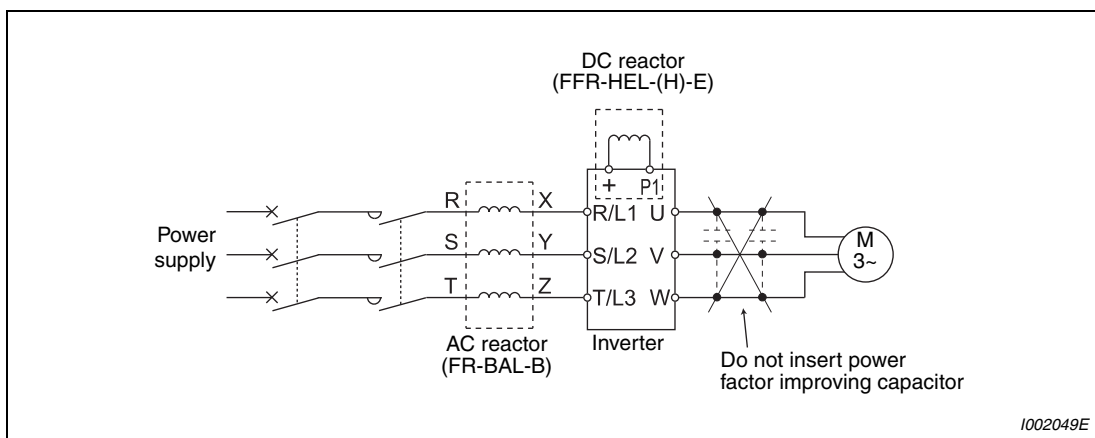 DC reactor
(FFR-HEL-(H)-E)
+ P1
R X R/L1 U
S Y S/L2 V
T Z T/L3 W
Power
supply
M
3~
AC reactor
(FR-BAL-B)
Inverter
Do not insert power
factor improving capacitor
I002049E